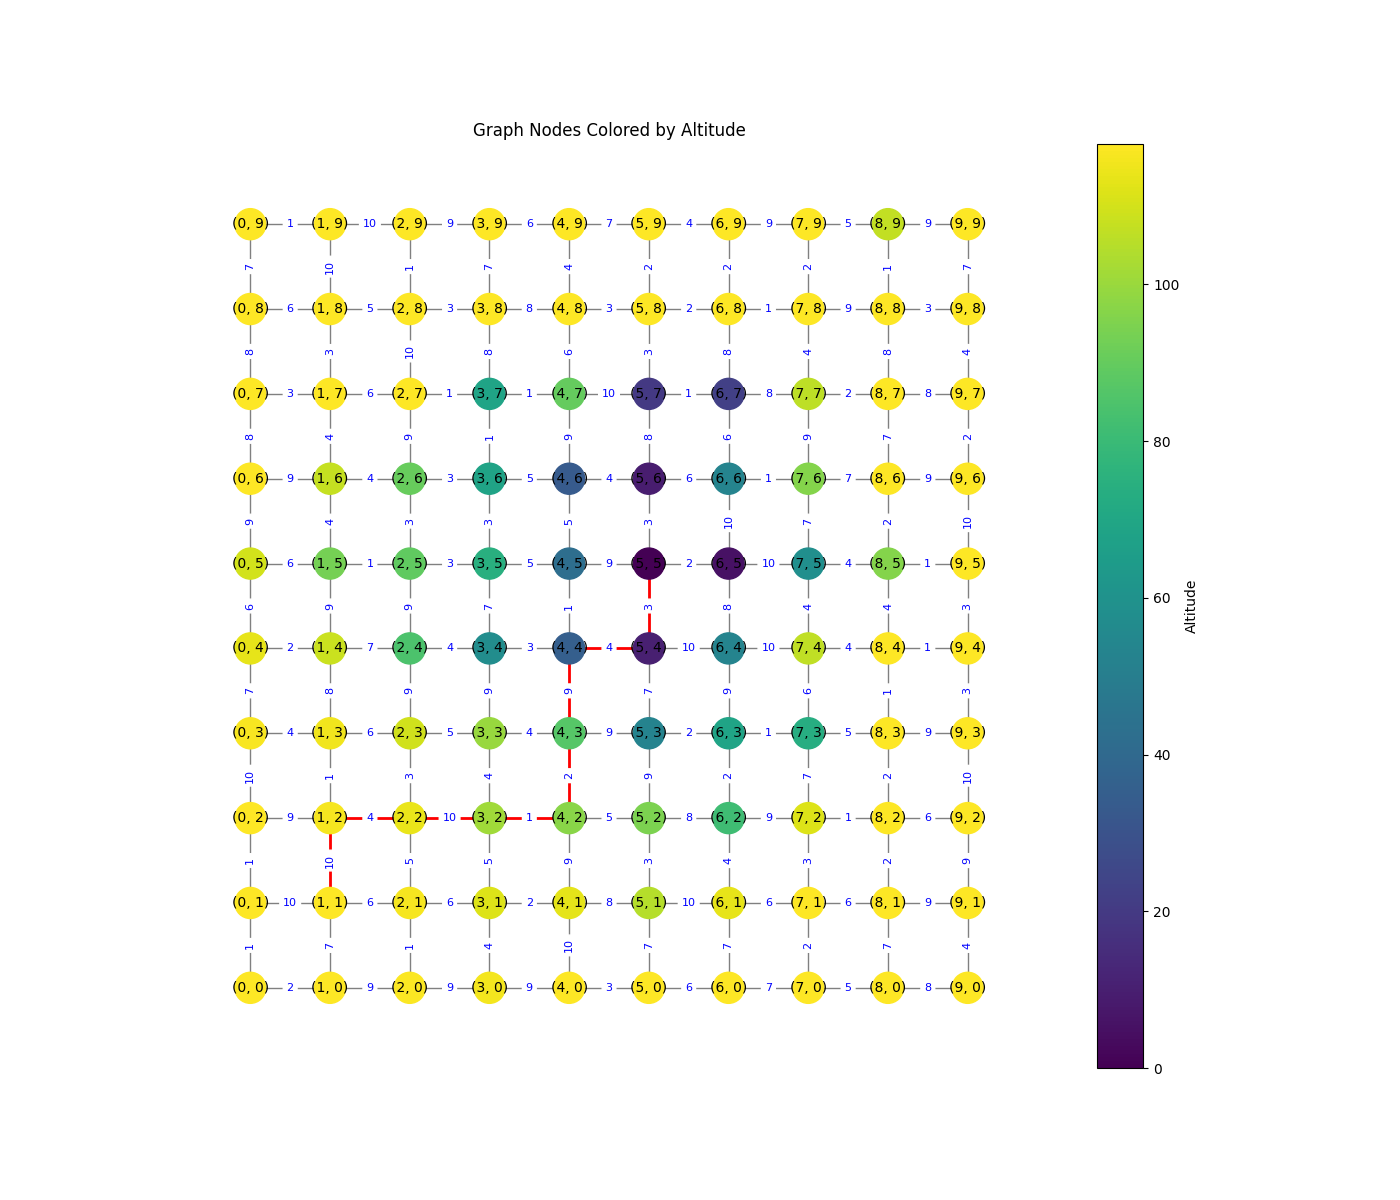 Graph Nodes Colored by Altitude
(0, 9) 1 (1, 9) 10 (2, 9) 9 (3, 9) 6 (4, 9) 7 (5, 9) 4 (6, 9) 9 (7, 9) 5 (8, 9) 9 (9, 9)
7 10 1 7 4 2 2 2 1 7
(0, 8) 6 (1, 8) 5 (2, 8) 3 (3, 8) 8 (4, 8) 3 (5, 8) 2 (6, 8) 1 (7, 8) 9 (8, 8) 3 (9, 8)
8 3 10 8 6 3 8 4 8 4
(0, 7) 3 (1, 7) 6 (2, 7) 1 (3, 7) 1 (4, 7) 10 (5, 7) 1 (6, 7) 8 (7, 7) 2 (8, 7) 8 (9, 7)
8 4 9 1 9 8 6 9 7 2
(0, 6) 9 (1, 6) 4 (2, 6) 3 (3, 6) 5 (4, 6) 4 (5, 6) 6 (6, 6) 1 (7, 6) 7 (8, 6) 9 (9, 6)
9 4 3 3 5 3 10 7 2 10
(0, 5) 6 (1, 5) 1 (2, 5) 3 (3, 5) 5 (4, 5) 9 (5, 5) 2 (6, 5) 10 (7, 5) 4 (8, 5) 1 (9, 5)
6 9 9 7 1 3 8 4 4 3
(0, 4) 2 (1, 4) 7 (2, 4) 4 (3, 4) 3 (4, 4) 4 (5, 4) 10 (6, 4) 10 (7, 4) 4 (8, 4) 1 (9, 4)
7 8 9 9 9 7 9 6 1 3
(0, 3) 4 (1, 3) 6 (2, 3) 5 (3, 3) 4 (4, 3) 9 (5, 3) 2 (6, 3) 1 (7, 3) 5 (8, 3) 9 (9, 3)
10 1 3 4 2 9 2 7 2 10
(0, 2) 9 (1, 2) 4 (2, 2) 10 (3, 2) 1 (4, 2) 5 (5, 2) 8 (6, 2) 9 (7, 2) 1 (8, 2) 6 (9, 2)
1 10 5 5 9 3 4 3 2 9
(0, 1) 10 (1, 1) 6 (2, 1) 6 (3, 1) 2 (4, 1) 8 (5, 1) 10 (6, 1) 6 (7, 1) 6 (8, 1) 9 (9, 1)
1 7 1 4 10 7 7 2 7 4
(0, 0) 2 (1, 0) 9 (2, 0) 9 (3, 0) 9 (4, 0) 3 (5, 0) 6 (6, 0) 7 (7, 0) 5 (8, 0) 8 (9, 0)
100
80
60
40
20
0
Altitude